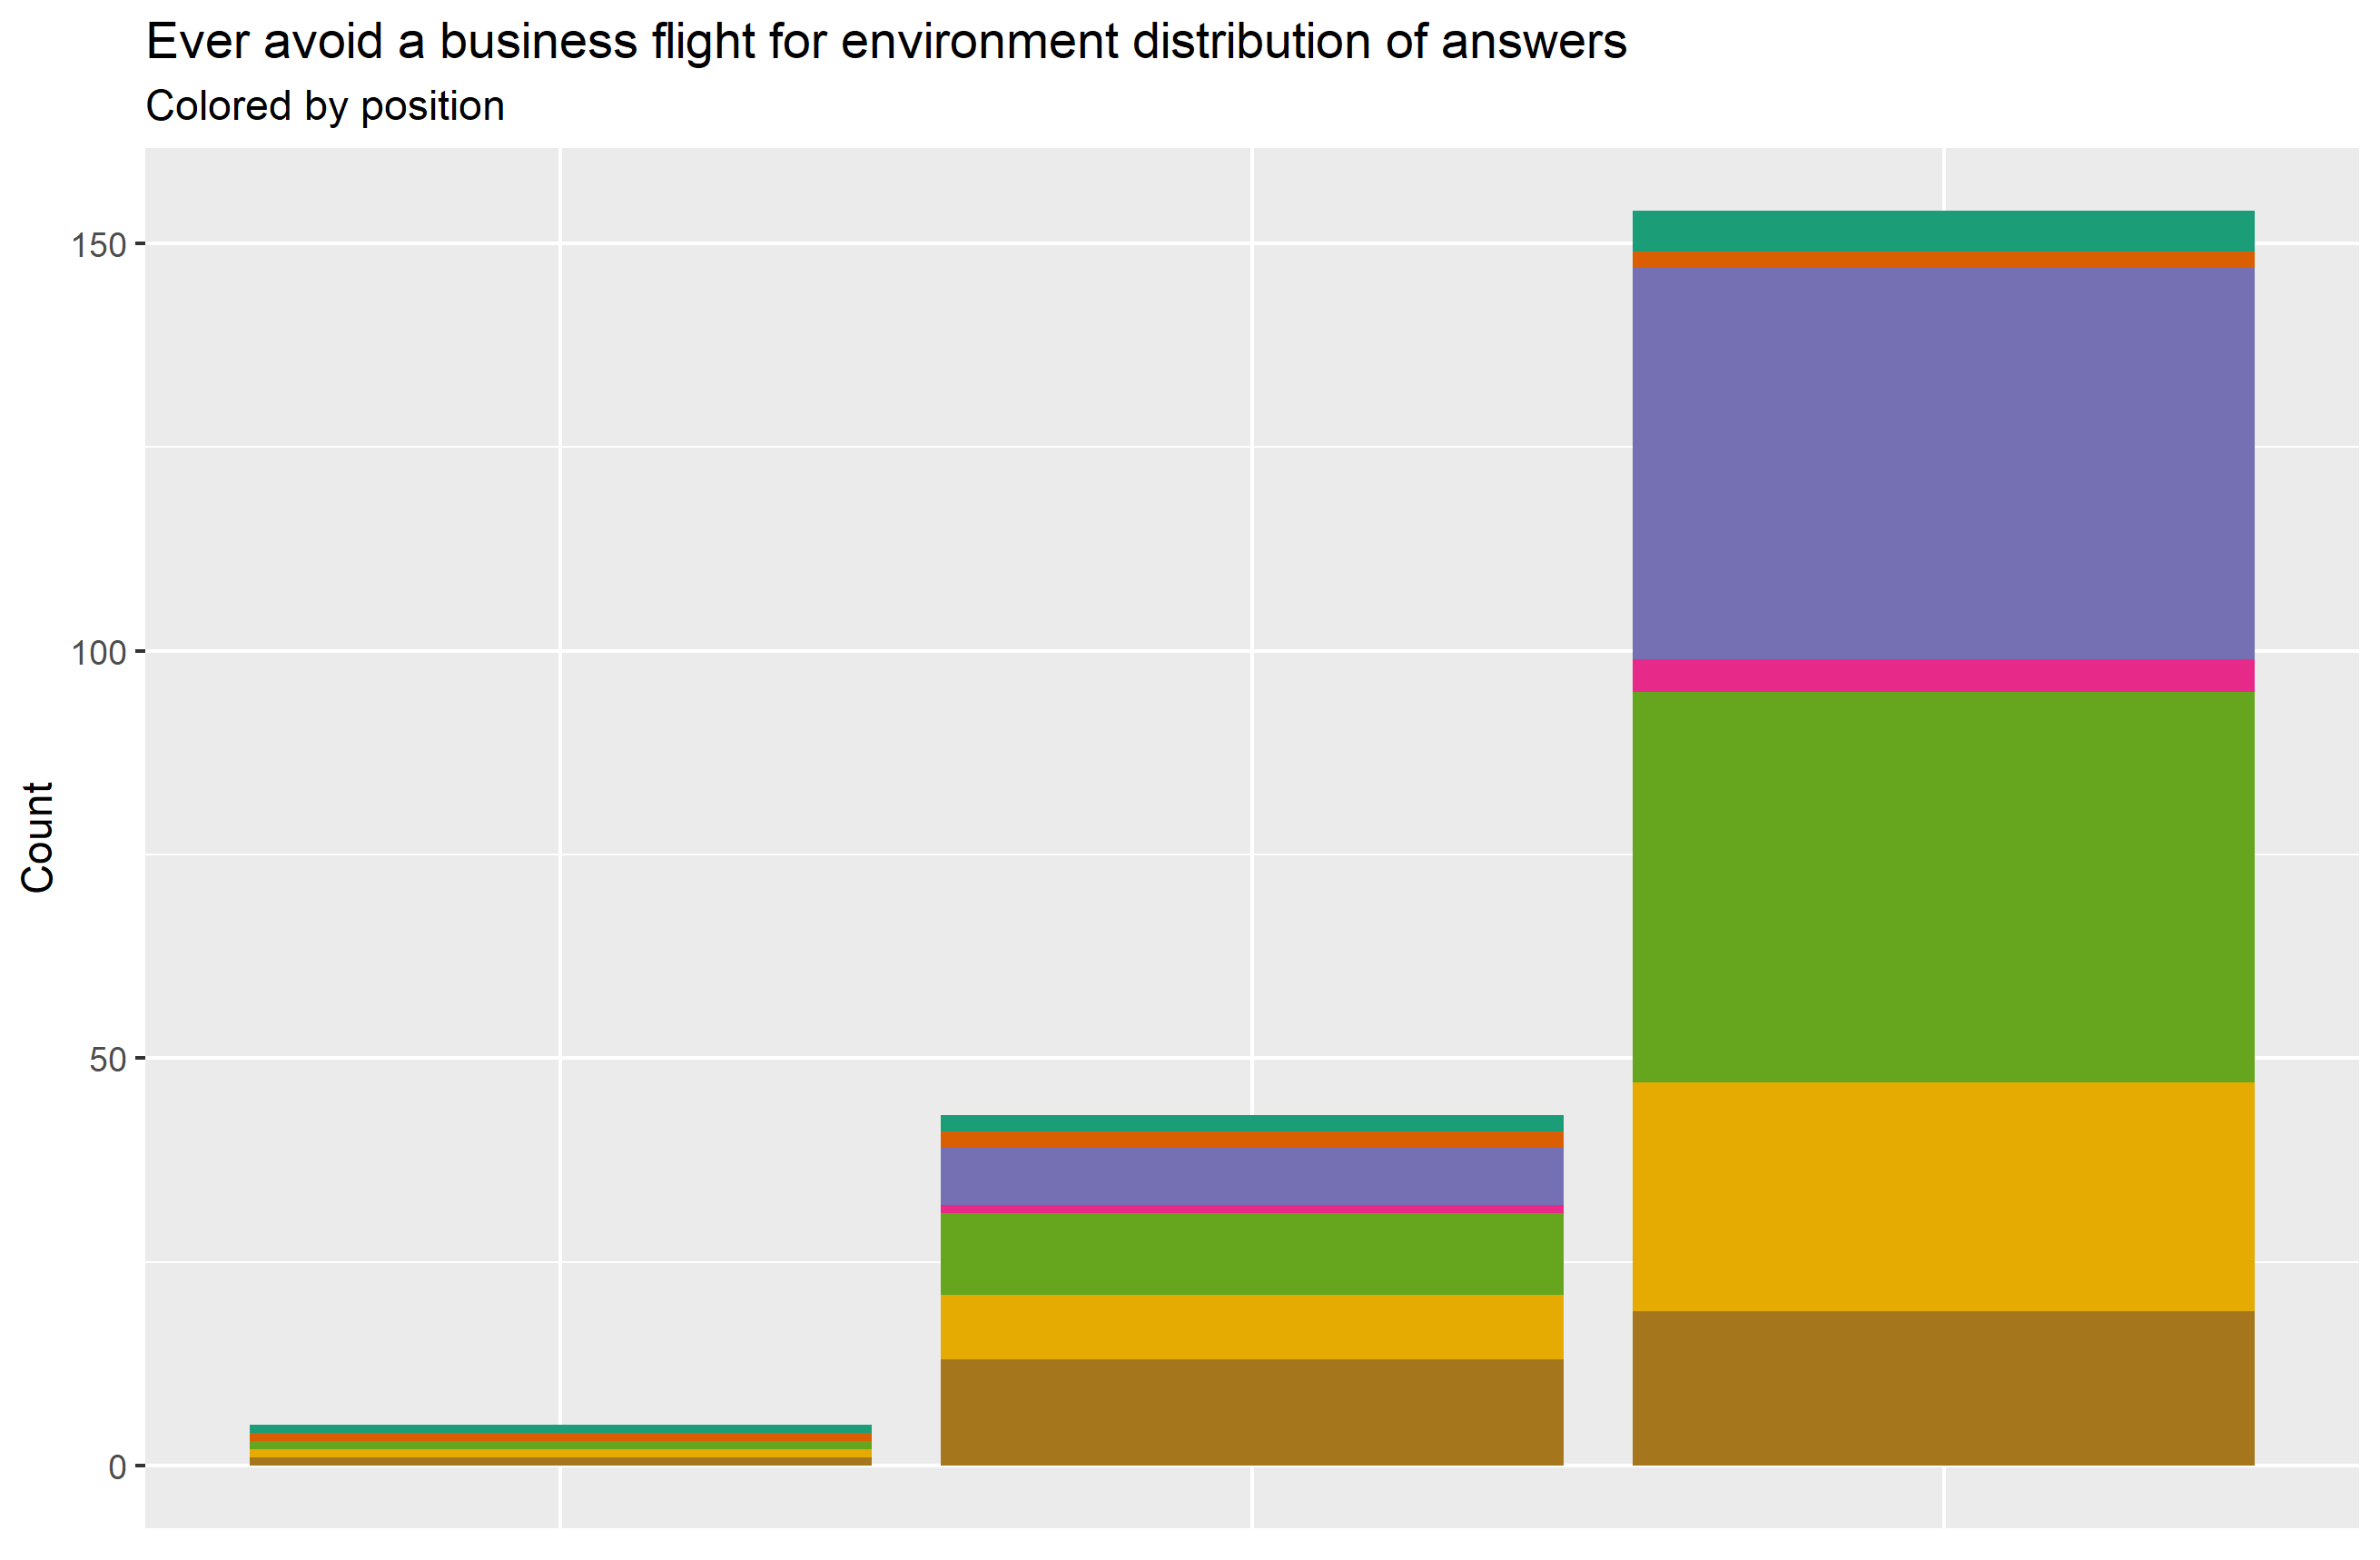 Ever avoid a business flight for environment distribution of answers
Colored by position
150
100
50
0
Count